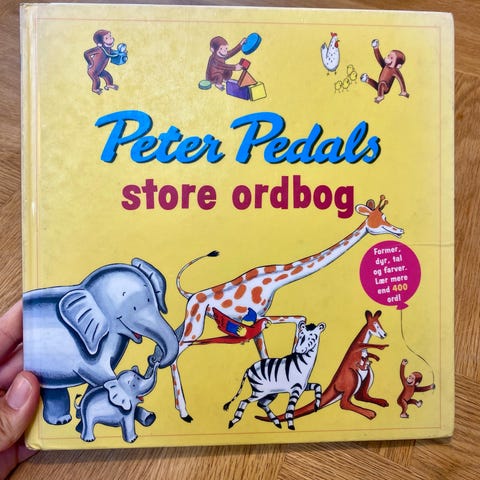 Peter Pedals
store ordbog
Former,
dyr, tal
og farver.
Lær mere
end 400
ord!